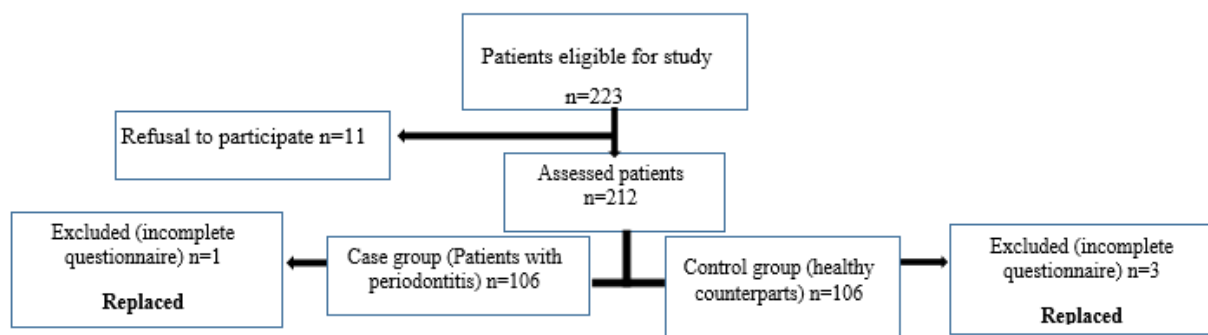 Patients eligible for study
n=223
Refusal to participate n=11
Assessed patients
n=212
Excluded (incomplete
questionnaire) n=1
Replaced
Case group (Patients with
periodontitis) n=106
Control group (healthy
counterparts) n=106
Excluded (incomplete
questionnaire) n=3
Replaced